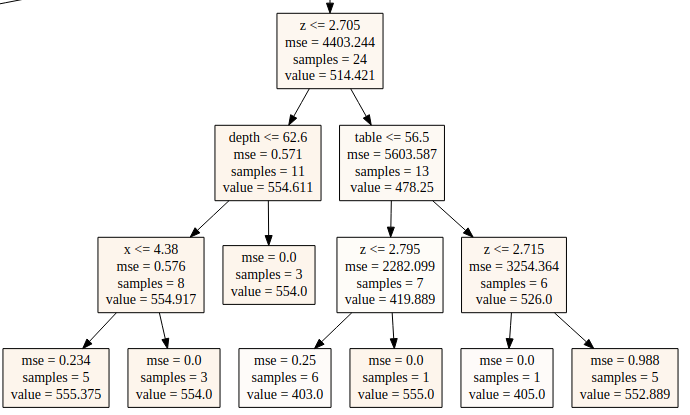 z <= 2.705
mse = 4403.244
samples = 24
value = 514.421
depth <= 62.6
mse = 0.571
samples = 11
value = 554.611
table <= 56.5
mse = 5603.587
samples = 13
value = 478.25
x <= 4.38
mse = 0.576
samples = 8
value = 554.917
mse = 0.0
samples = 3
value = 554.0
z <= 2.795
mse = 2282.099
samples = 7
value = 419.889
z <= 2.715
mse = 3254.364
samples = 6
value = 526.0
mse = 0.234
samples = 5
value = 555.375
mse = 0.0
samples = 3
value = 554.0
mse = 0.25
samples = 6
value = 403.0
mse = 0.0
samples = 1
value = 555.0
mse = 0.0
samples = 1
value = 405.0
mse = 0.988
samples = 5
value = 552.889